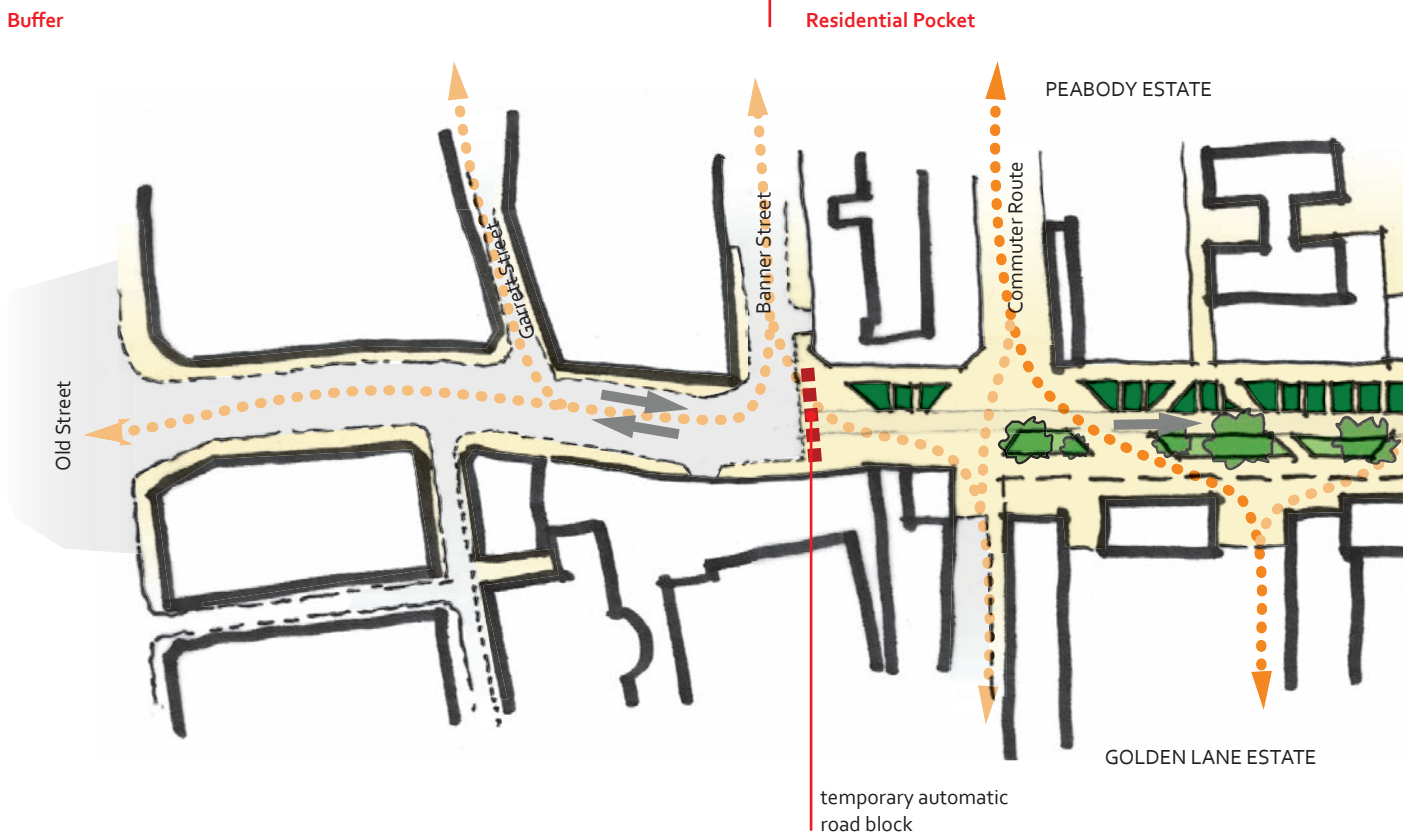 Buffer
Residential Pocket
PEABODY ESTATE
Old Street
Garrett Street
Banner Street
Commuter Route
GOLDEN LANE ESTATE
temporary automatic
road block